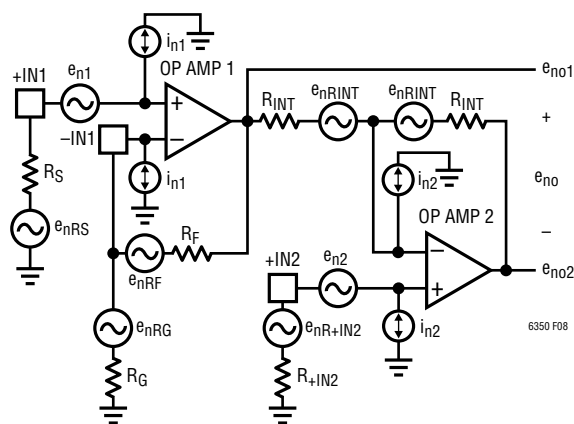 i_n1
OP AMP 1
e_no1
+IN1
e_n1
+
−
R_INT
e_nRINT
e_nRINT
R_INT
+
−IN1
i_n1
R_S
e_nRS
R_F
e_nRF
i_n2
OP AMP 2
e_no
−
+IN2
e_n2
−
+
e_no2
e_nRG
e_nR+IN2
i_n2
6350 F08
R_G
R_+IN2